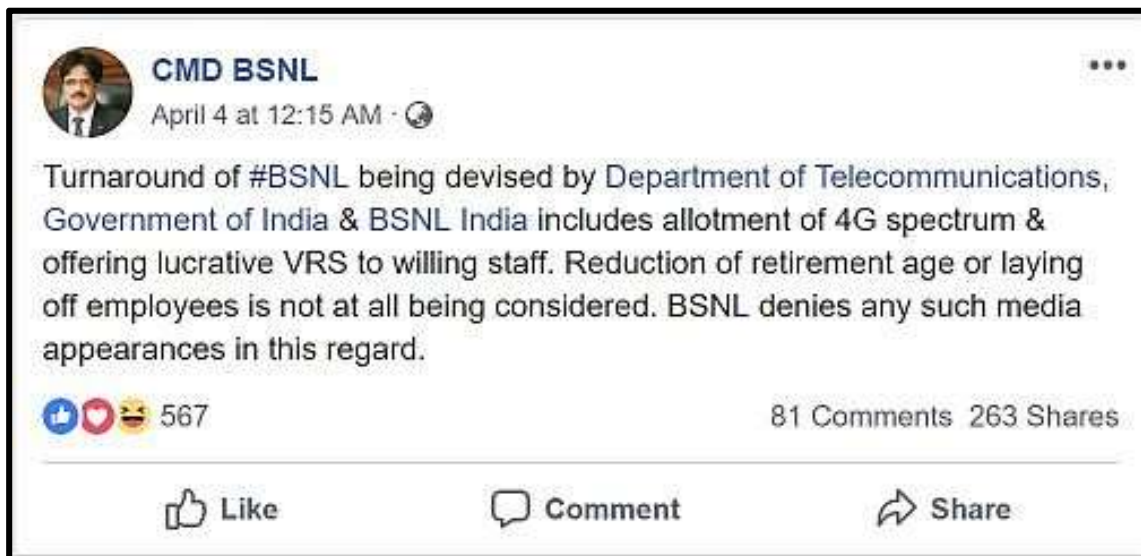 CMD BSNL
April 4 at 12:15 AM ·
Turnaround of #BSNL being devised by Department of Telecommunications,
Government of India & BSNL India includes allotment of 4G spectrum &
offering lucrative VRS to willing staff. Reduction of retirement age or laying
off employees is not at all being considered. BSNL denies any such media
appearances in this regard.
567 81 Comments 263 Shares
Like Comment Share